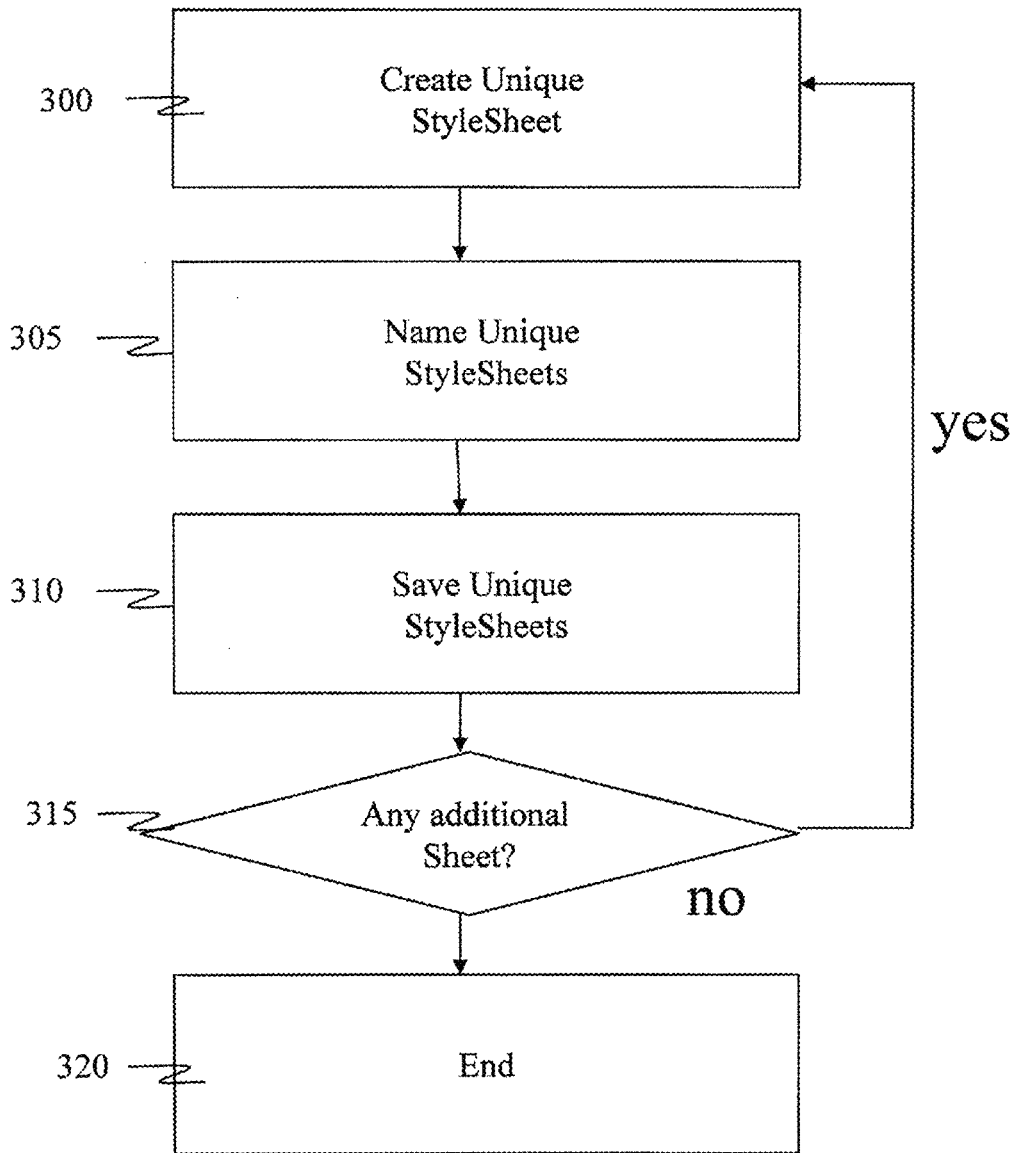 300
Create Unique
StyleSheet
305
Name Unique
StyleSheets
yes
310
Save Unique
StyleSheets
315
Any additional
Sheet?
no
320
End